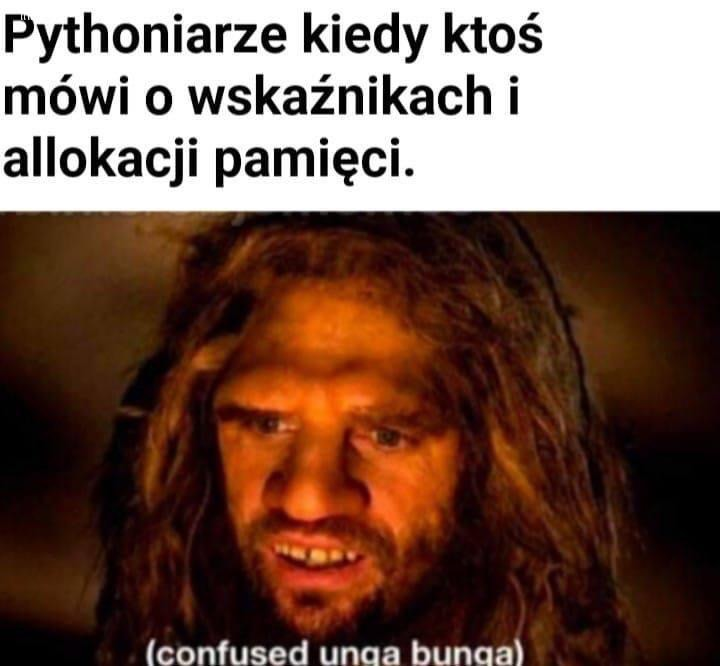 Pythoniarze kiedy ktoś
mówi o wskaźnikach i
allokacji pamięci.
(confused unga bunga)